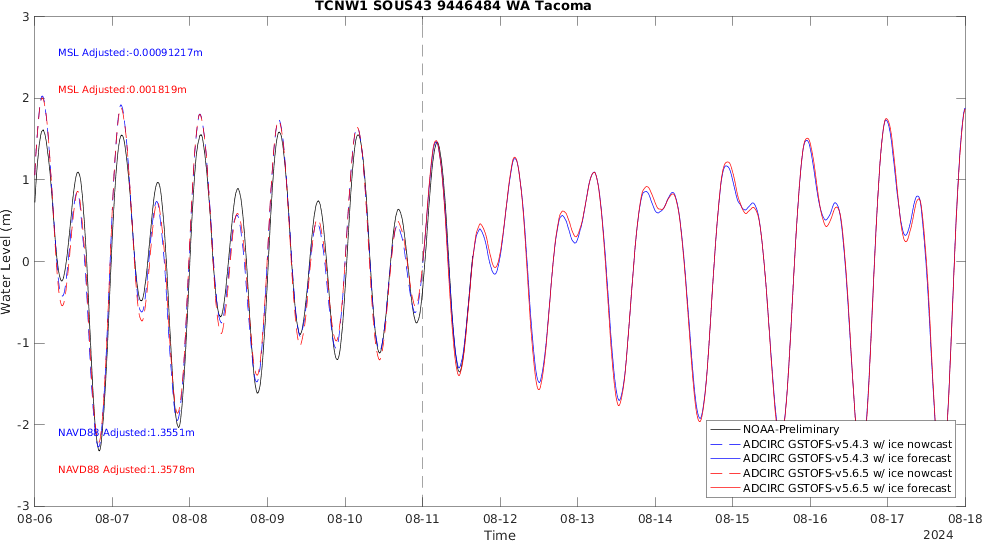 TCNW1 SOUS43 9446484 WA Tacoma
3
2
1
0
-1
-2
-3
Water Level (m)
MSL Adjusted:-0.00091217m
MSL Adjusted:0.001819m
NAVD88 Adjusted:1.3551m
NAVD88 Adjusted:1.3578m
NOAA-Preliminary
ADCIRC GSTOFS-v5.4.3 w/ ice nowcast
ADCIRC GSTOFS-v5.4.3 w/ ice forecast
ADCIRC GSTOFS-v5.6.5 w/ ice nowcast
ADCIRC GSTOFS-v5.6.5 w/ ice forecast
08-06 08-07 08-08 08-09 08-10 08-11 08-12 08-13 08-14 08-15 08-16 08-17 08-18
Time
2024